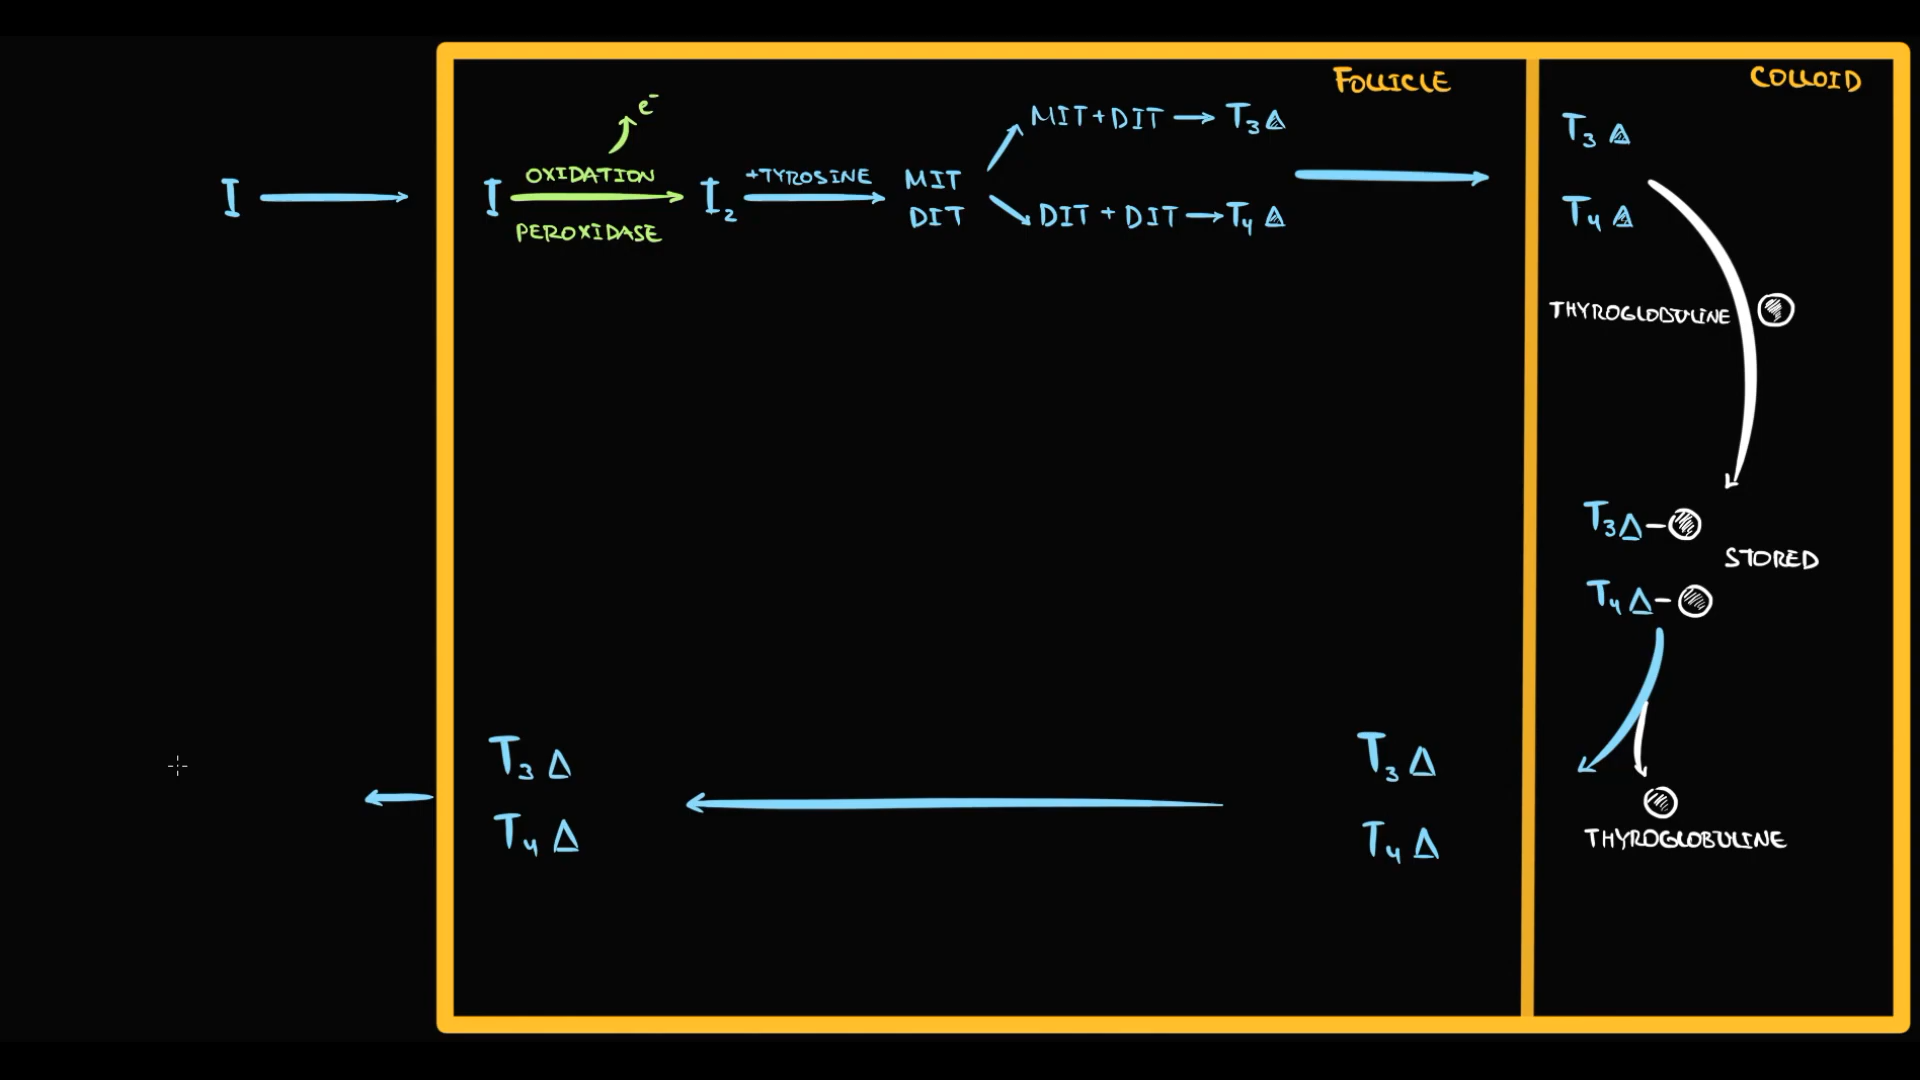 FOLLICLE
COLLOID
e⁻
MIT + DIT → T₃ Δ
OXIDATION
I → I → I₂
+TYROSINE
PEROXIDASE
MIT
DIT
DIT + DIT → T₄ Δ
T₃ Δ
T₄ Δ
THYROGLOBULINE
T₃ Δ
STORED
T₄ Δ
T₃ Δ
T₄ Δ
T₃ Δ
T₄ Δ
THYROGLOBULINE